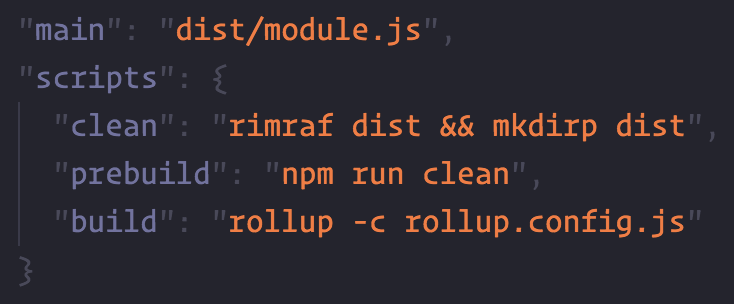 "main": "dist/module.js",
"scripts": {
"clean": "rimraf dist && mkdirp dist",
"prebuild": "npm run clean",
"build": "rollup -c rollup.config.js"
}